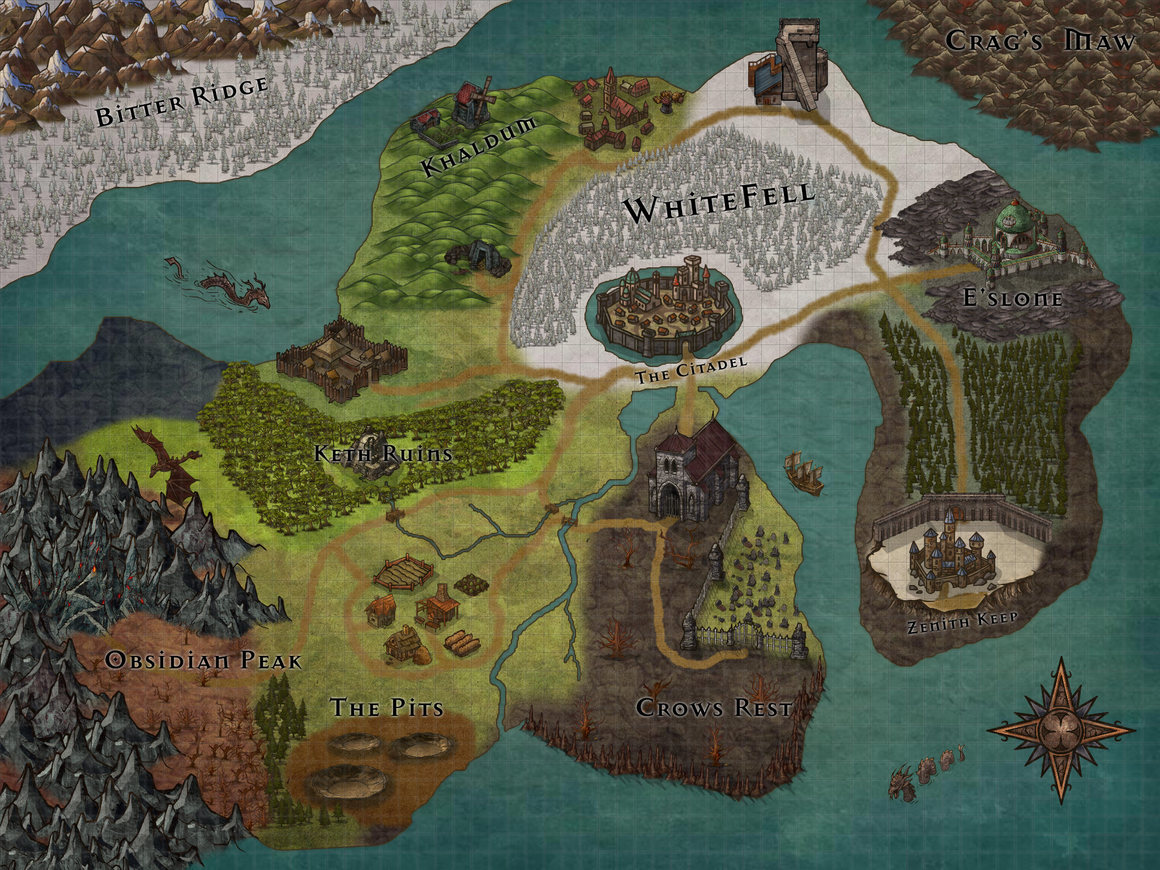 Crag's Maw
Bitter Ridge
Khaldum
WhiteFell
E'slone
The Citadel
Keth Ruins
Zenith Keep
Obsidian Peak
The Pits
Crows Rest